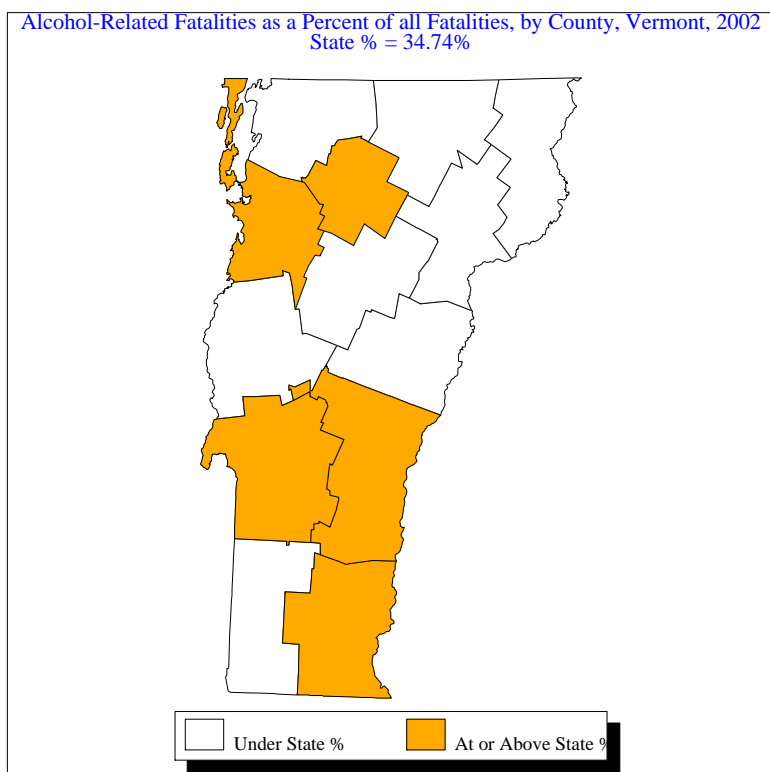 Alcohol-Related Fatalities as a Percent of all Fatalities, by County, Vermont, 2002
State % = 34.74%
Under State %
At or Above State %